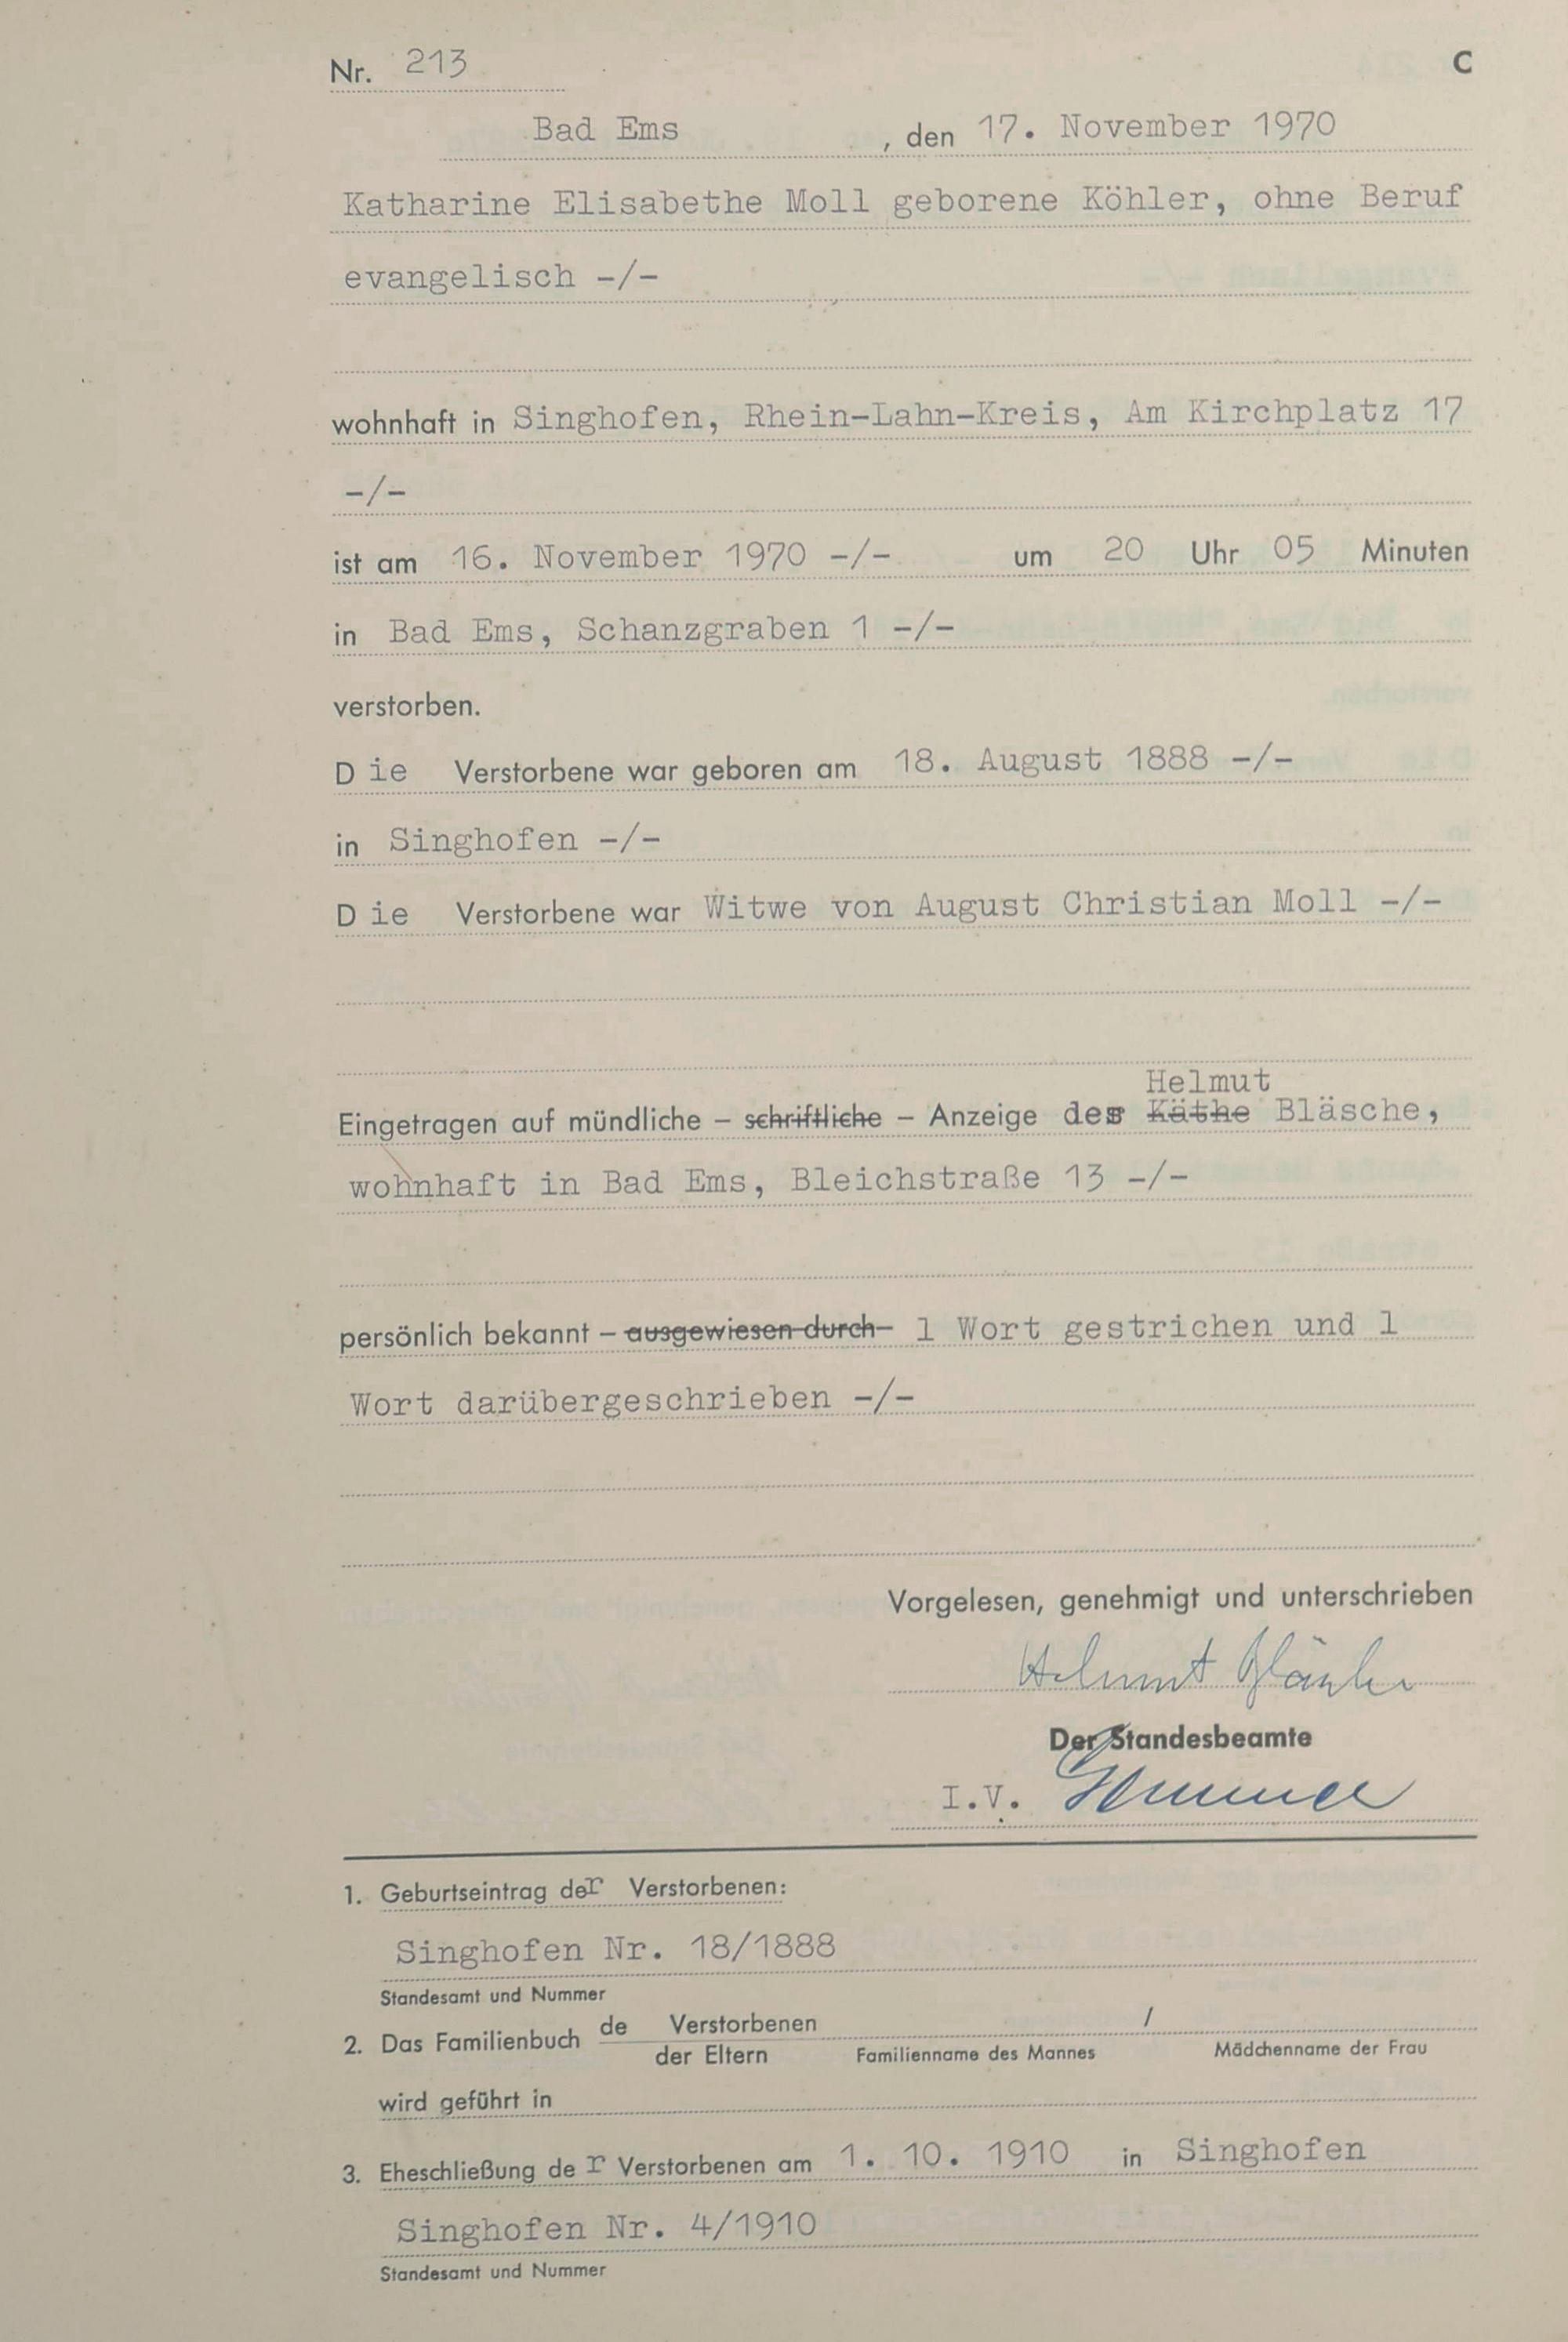 Nr. 213
C
Bad Ems , den 17. November 1970
Katharine Elisabethe Moll geborene Köhler, ohne Beruf
evangelisch -/-
wohnhaft in Singhofen, Rhein-Lahn-Kreis, Am Kirchplatz 17
-/-
ist am 16. November 1970 -/- um 20 Uhr 05 Minuten
in Bad Ems, Schanzgraben 1 -/-
verstorben.
Die Verstorbene war geboren am 18. August 1888 -/-
in Singhofen -/-
Die Verstorbene war Witwe von August Christian Moll -/-
Helmut
Eingetragen auf mündliche – schriftliche – Anzeige des Käthe Bläsche,
wohnhaft in Bad Ems, Bleichstraße 13 -/-
persönlich bekannt – ausgewiesen durch – 1 Wort gestrichen und 1
Wort darübergeschrieben -/-
Vorgelesen, genehmigt und unterschrieben
Helmut Bläsche
Der Standesbeamte
I.V.
1. Geburtseintrag der Verstorbenen:
Singhofen Nr. 18/1888
Standesamt und Nummer
2. Das Familienbuch de Verstorbenen /
der Eltern Familienname des Mannes Mädchenname der Frau
wird geführt in
3. Eheschließung der Verstorbenen am 1. 10. 1910 in Singhofen
Singhofen Nr. 4/1910
Standesamt und Nummer